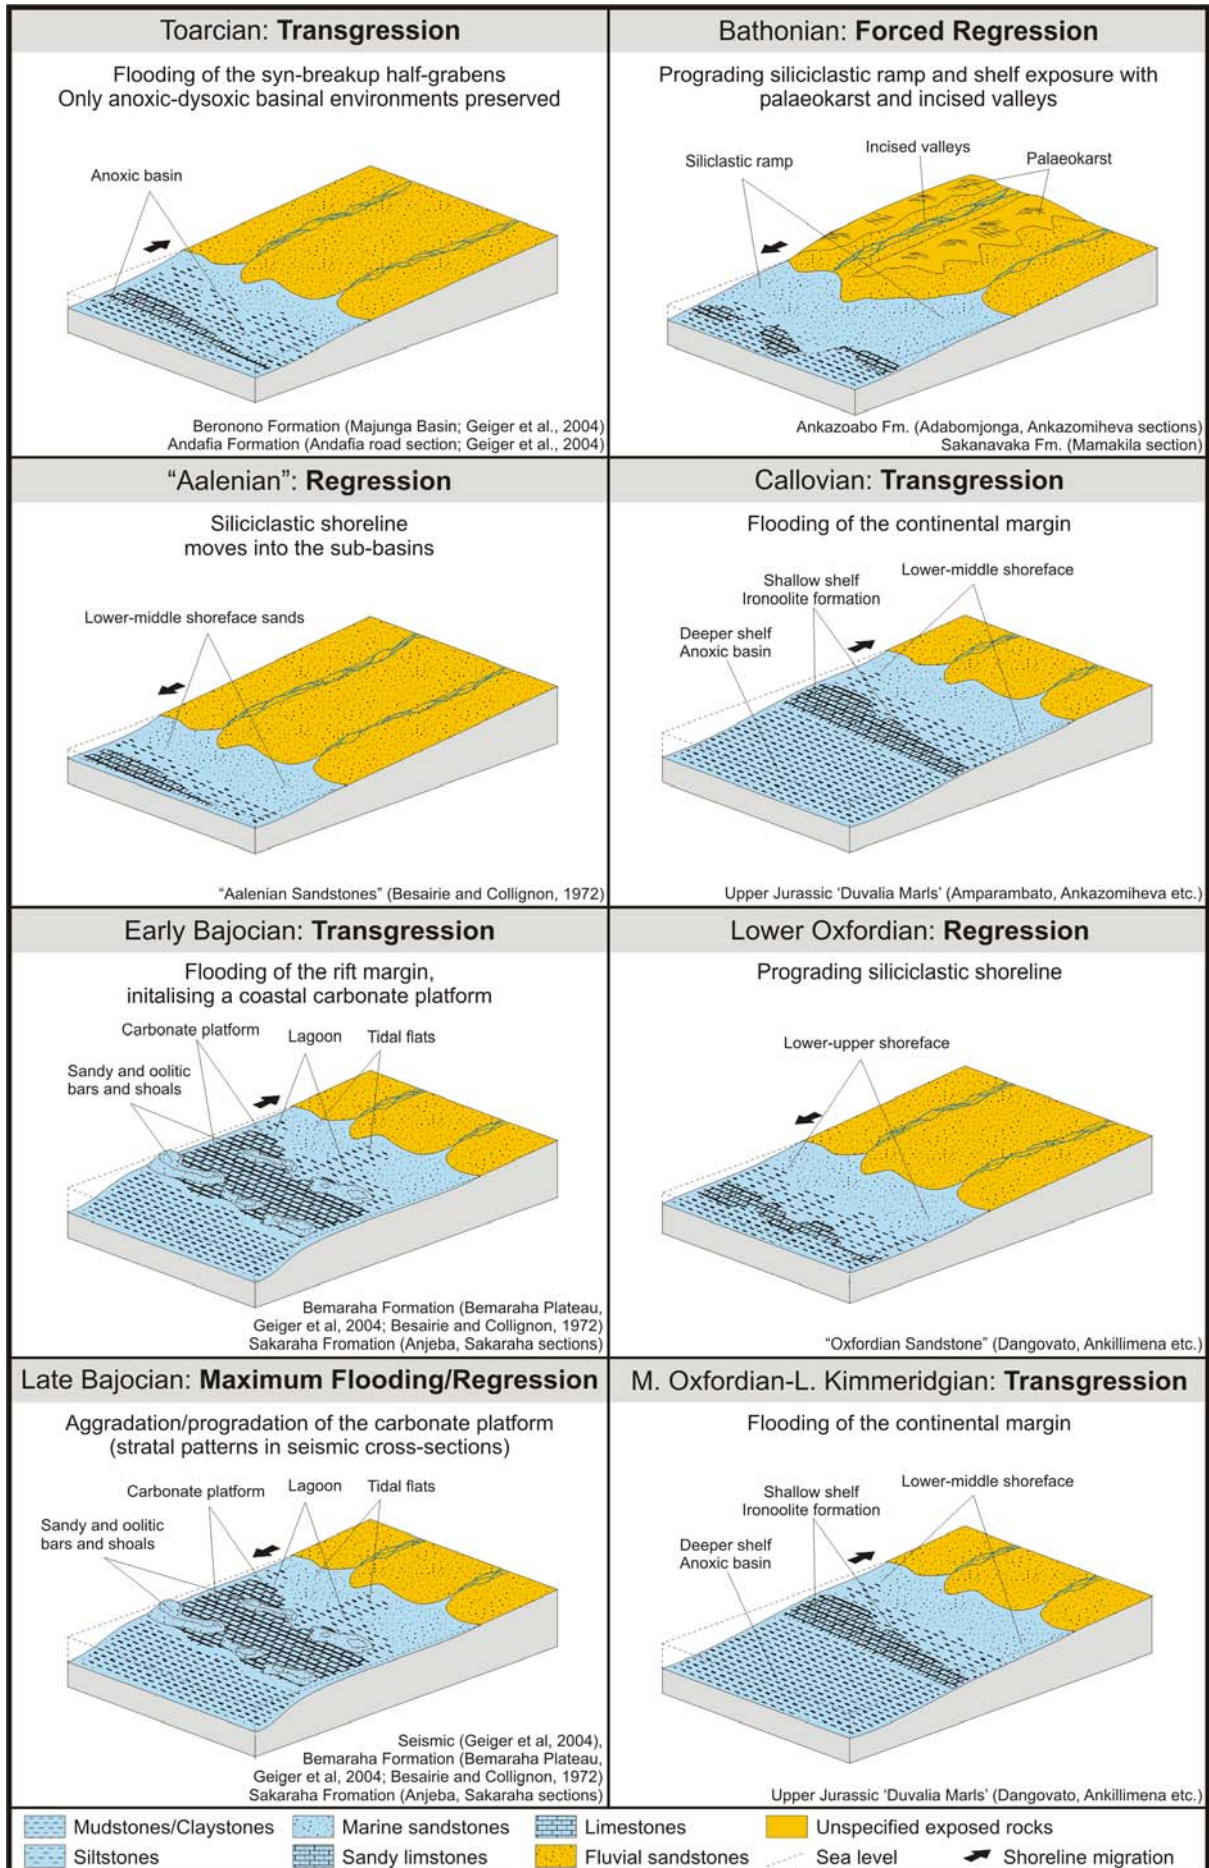 Toarcian: Transgression
Flooding of the syn-breakup half-grabens
Only anoxic-dysoxic basinal environments preserved
Anoxic basin
Beronono Formation (Majunga Basin; Geiger et al., 2004)
Andafia Formation (Andafia road section; Geiger et al., 2004)
"Aalenian": Regression
Siliciclastic shoreline
moves into the sub-basins
Lower-middle shoreface sands
"Aalenian Sandstones" (Besairie and Collignon, 1972)
Early Bajocian: Transgression
Flooding of the rift margin,
initalising a coastal carbonate platform
Carbonate platform
Lagoon
Tidal flats
Sandy and oolitic
bars and shoals
Bemaraha Formation (Bemaraha Plateau,
Geiger et al, 2004; Besairie and Collignon, 1972)
Sakaraha Fromation (Anjeba, Sakaraha sections)
Late Bajocian: Maximum Flooding/Regression
Aggradation/progradation of the carbonate platform
(stratal patterns in seismic cross-sections)
Carbonate platform
Lagoon
Tidal flats
Sandy and oolitic
bars and shoals
Seismic (Geiger et al, 2004),
Bemaraha Formation (Bemaraha Plateau,
Geiger et al, 2004; Besairie and Collignon, 1972)
Sakaraha Fromation (Anjeba, Sakaraha sections)
Bathonian: Forced Regression
Prograding siliciclastic ramp and shelf exposure with
palaeokarst and incised valleys
Incised valleys
Siliclastic ramp
Palaeokarst
Ankazoabo Fm. (Adabomjonga, Ankazomiheva sections)
Sakanavaka Fm. (Mamakila section)
Callovian: Transgression
Flooding of the continental margin
Lower-middle shoreface
Shallow shelf
Ironoolite formation
Deeper shelf
Anoxic basin
Upper Jurassic 'Duvalia Marls' (Amparambato, Ankazomiheva etc.)
Lower Oxfordian: Regression
Prograding siliciclastic shoreline
Lower-upper shoreface
"Oxfordian Sandstone" (Dangovato, Ankillimena etc.)
M. Oxfordian-L. Kimmeridgian: Transgression
Flooding of the continental margin
Lower-middle shoreface
Shallow shelf
Ironoolite formation
Deeper shelf
Anoxic basin
Upper Jurassic 'Duvalia Marls' (Dangovato, Ankillimena etc.)
Mudstones/Claystones
Marine sandstones
Limestones
Unspecified exposed rocks
Siltstones
Sandy limstones
Fluvial sandstones
Sea level
Shoreline migration